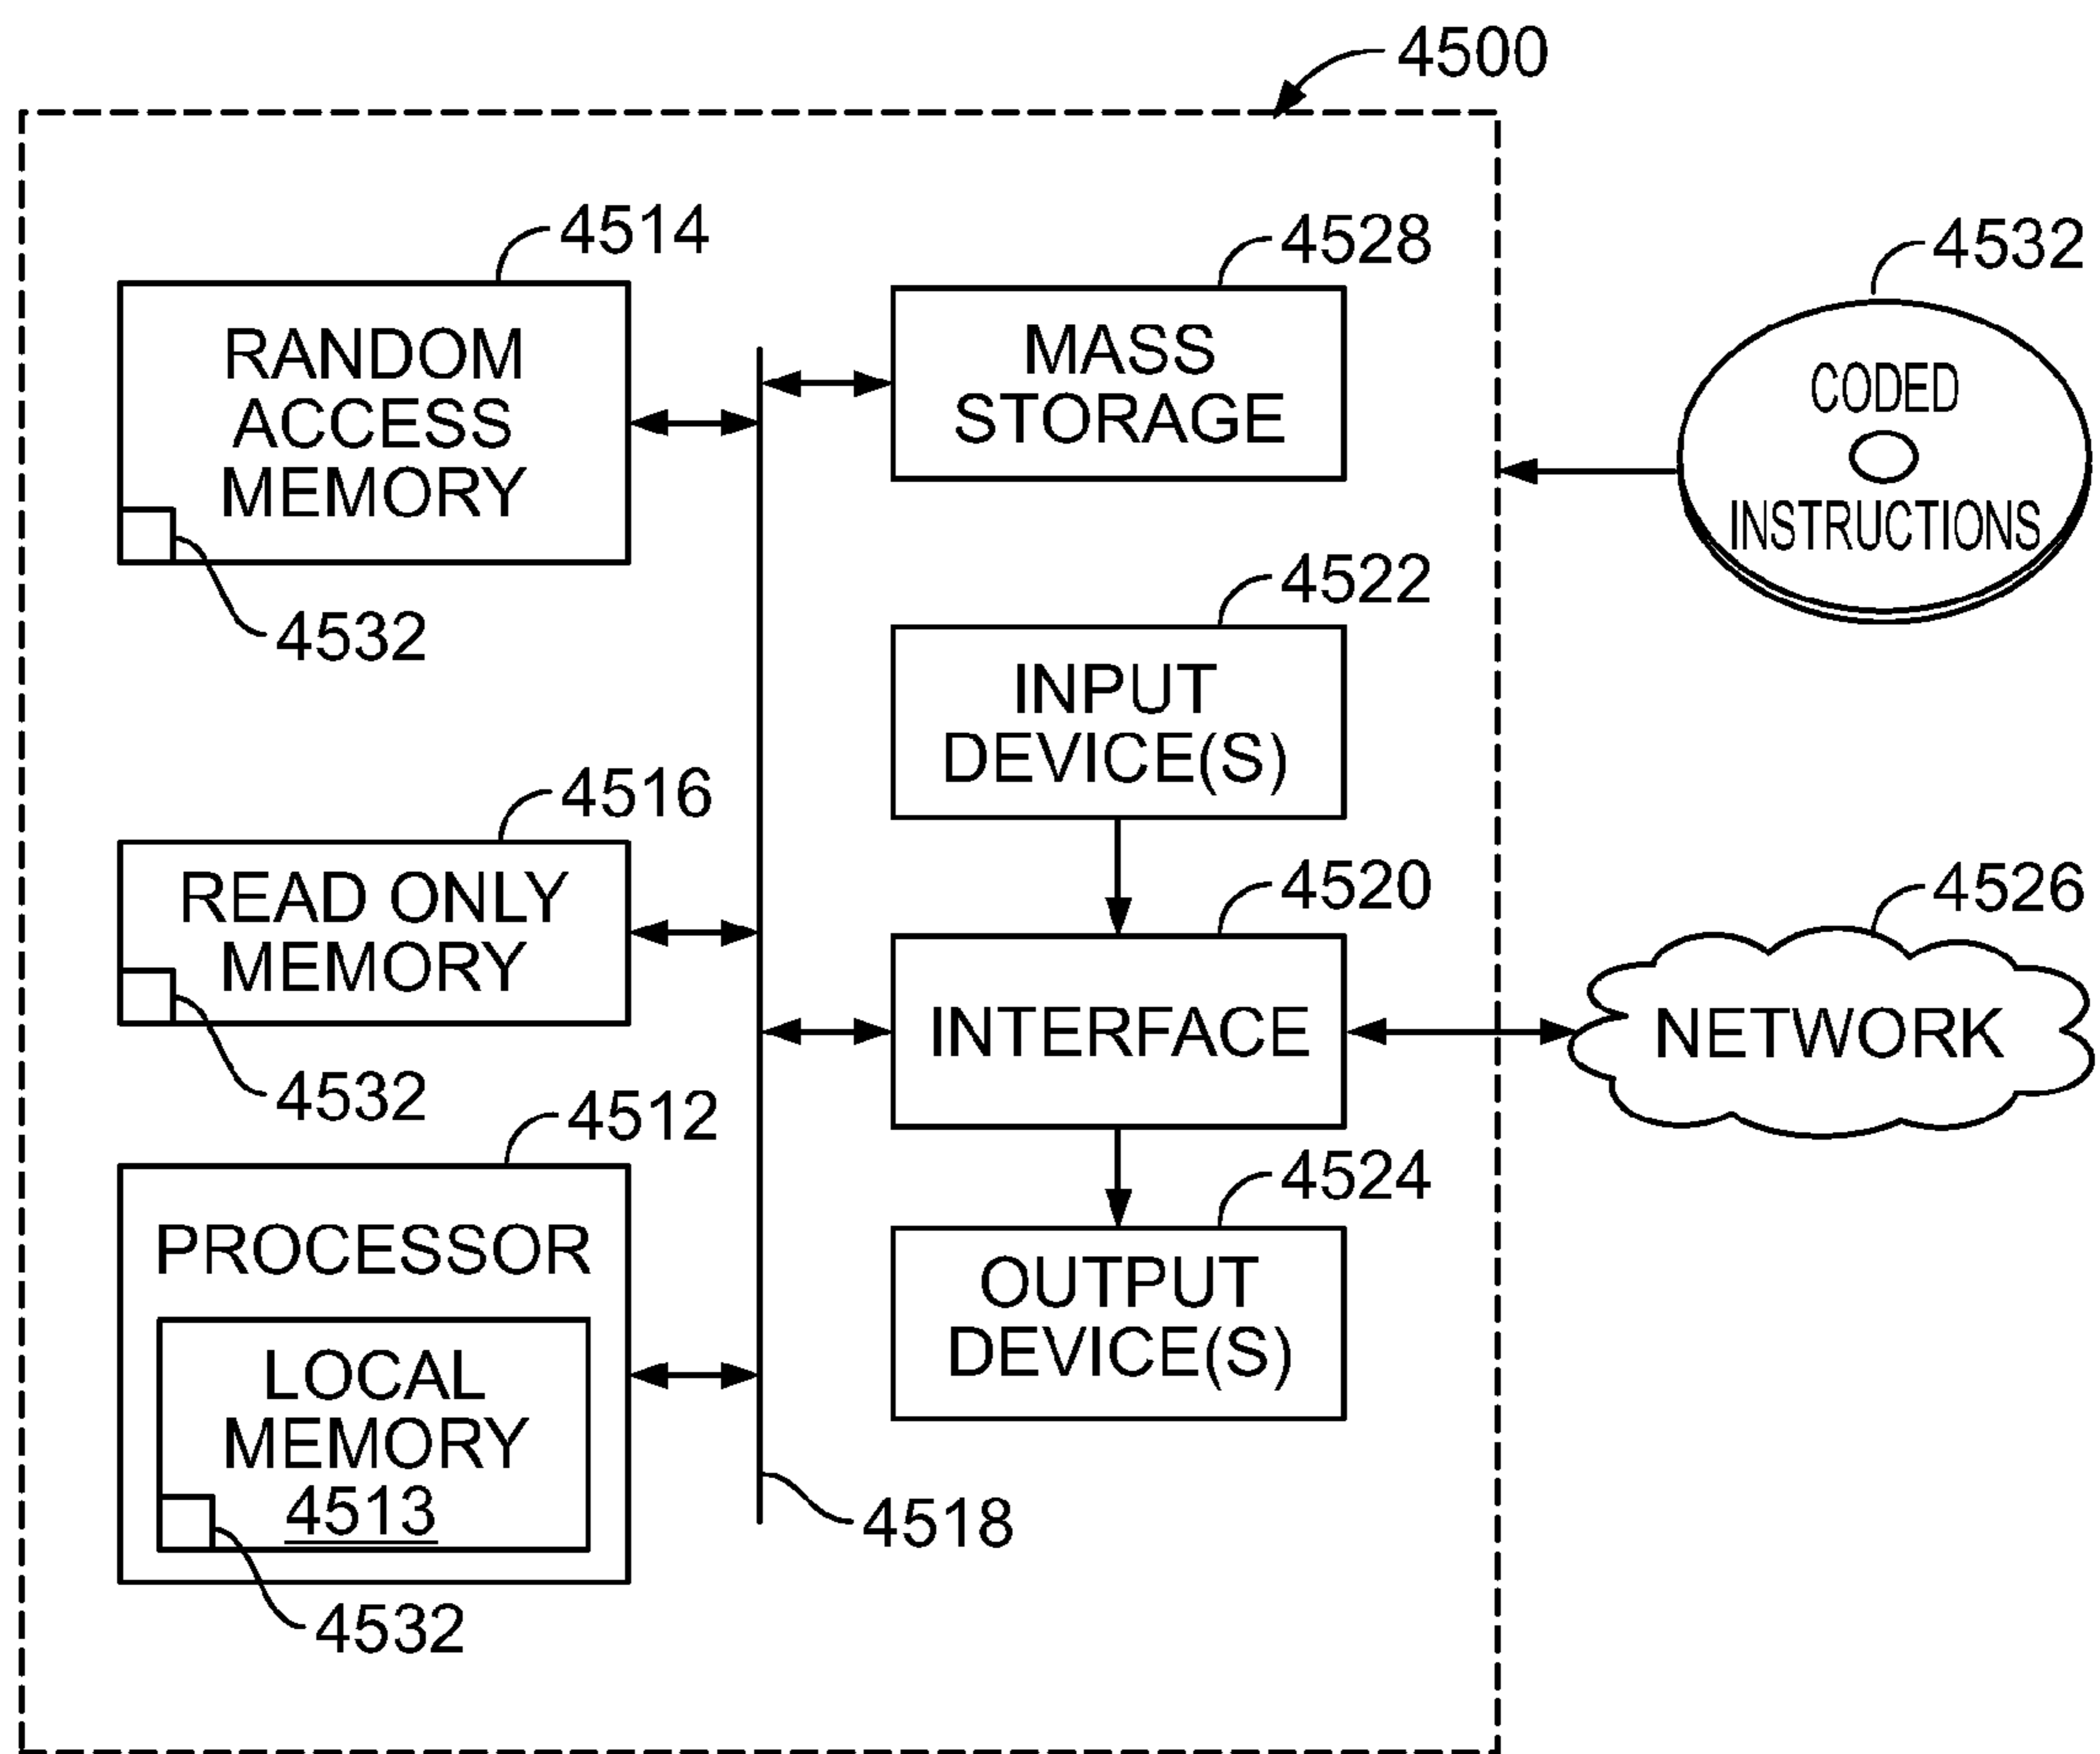 4500
4514
RANDOM
ACCESS
MEMORY
4532
4528
MASS
STORAGE
4532
CODED
INSTRUCTIONS
4522
INPUT
DEVICE(S)
4516
READ ONLY
MEMORY
4532
4520
INTERFACE
4526
NETWORK
4512
PROCESSOR
LOCAL
MEMORY
4513
4532
4524
OUTPUT
DEVICE(S)
4518